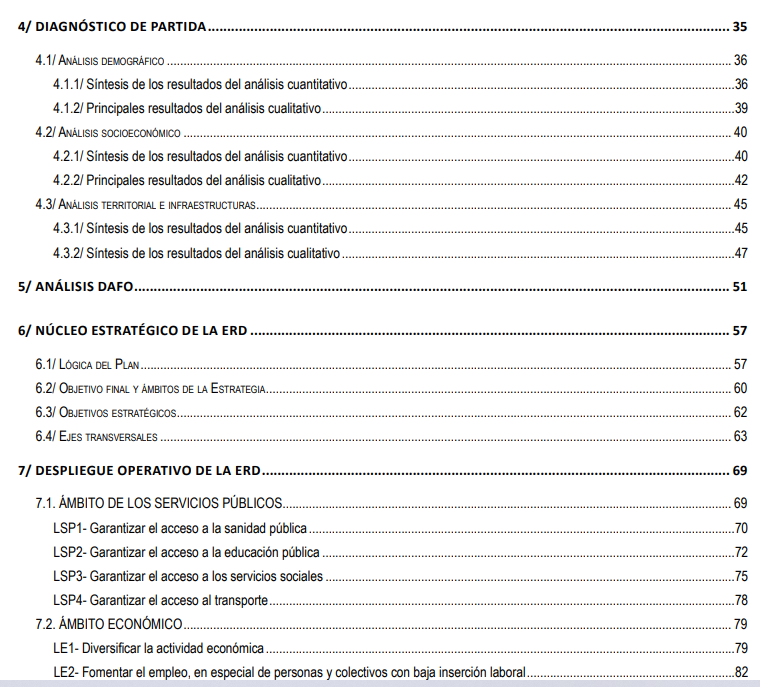 4/ DIAGNÓSTICO DE PARTIDA 35
4.1/ ANÁLISIS DEMOGRÁFICO 36
4.1.1/ Síntesis de los resultados del análisis cuantitativo 36
4.1.2/ Principales resultados del análisis cualitativo 39
4.2/ ANÁLISIS SOCIOECONÓMICO 40
4.2.1/ Síntesis de los resultados del análisis cuantitativo 40
4.2.2/ Principales resultados del análisis cualitativo 42
4.3/ ANÁLISIS TERRITORIAL E INFRAESTRUCTURAS 45
4.3.1/ Síntesis de los resultados del análisis cuantitativo 45
4.3.2/ Síntesis de los resultados del análisis cualitativo 47
5/ ANÁLISIS DAFO 51
6/ NÚCLEO ESTRATÉGICO DE LA ERD 57
6.1/ LÓGICA DEL PLAN 57
6.2/ OBJETIVO FINAL Y ÁMBITOS DE LA ESTRATEGIA 60
6.3/ OBJETIVOS ESTRATÉGICOS 62
6.4/ EJES TRANSVERSALES 63
7/ DESPLIEGUE OPERATIVO DE LA ERD 69
7.1. ÁMBITO DE LOS SERVICIOS PÚBLICOS 69
LSP1- Garantizar el acceso a la sanidad pública 70
LSP2- Garantizar el acceso a la educación pública 72
LSP3- Garantizar el acceso a los servicios sociales 75
LSP4- Garantizar el acceso al transporte 78
7.2. ÁMBITO ECONÓMICO 79
LE1- Diversificar la actividad económica 79
LE2- Fomentar el empleo, en especial de personas y colectivos con baja inserción laboral 82